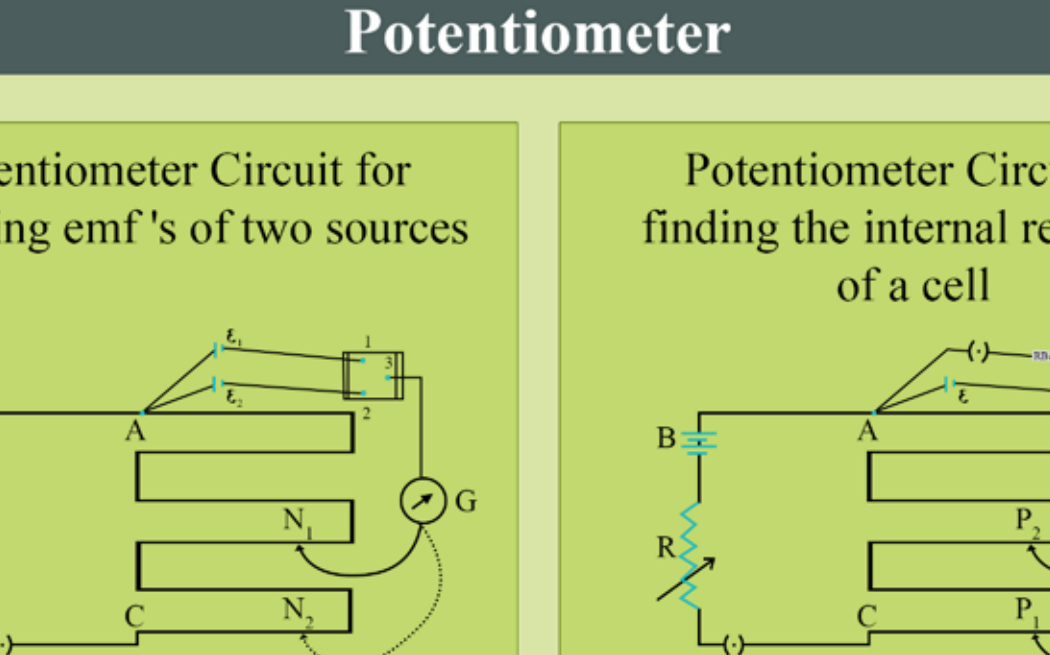 Potentiometer
entiometer Circuit for
ing emf 's of two sources
ε₁
1
3
ε₂
2
A
G
N₁
N₂
C
Potentiometer Circ
finding the internal re
of a cell
(·)
RB
ε
B
A
R
P₂
C
P₁
(·)